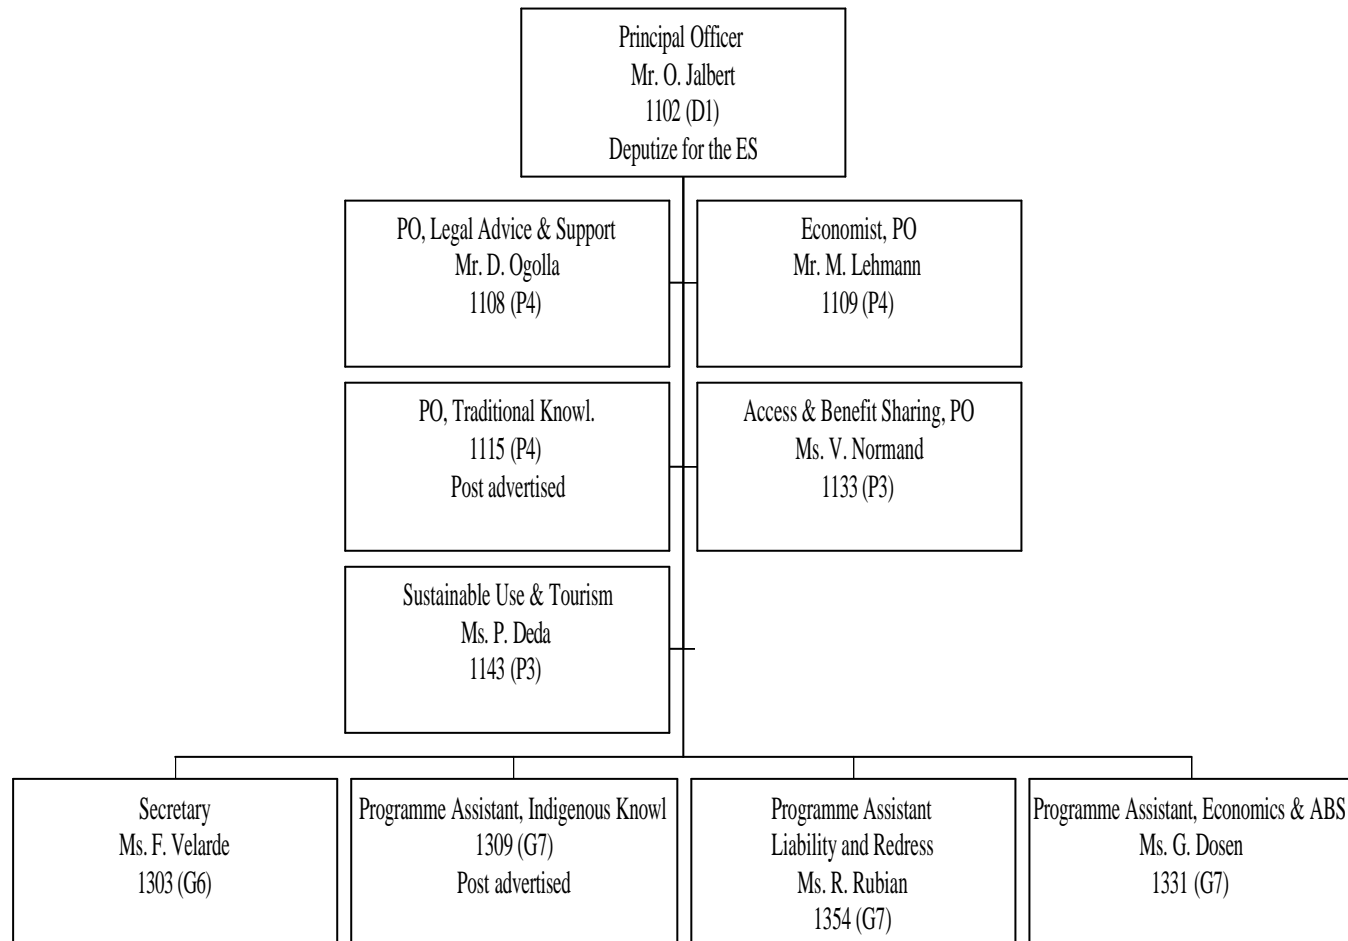 Principal Officer
Mr. O. Jalbert
1102 (D1)
Deputize for the ES
PO, Legal Advice & Support
Mr. D. Ogolla
1108 (P4)
Economist, PO
Mr. M. Lehmann
1109 (P4)
PO, Traditional Knowl.
1115 (P4)
Post advertised
Access & Benefit Sharing, PO
Ms. V. Normand
1133 (P3)
Sustainable Use & Tourism
Ms. P. Deda
1143 (P3)
Secretary
Ms. F. Velarde
1303 (G6)
Programme Assistant, Indigenous Knowl
1309 (G7)
Post advertised
Programme Assistant
Liability and Redress
Ms. R. Rubian
1354 (G7)
Programme Assistant, Economics & ABS
Ms. G. Dosen
1331 (G7)